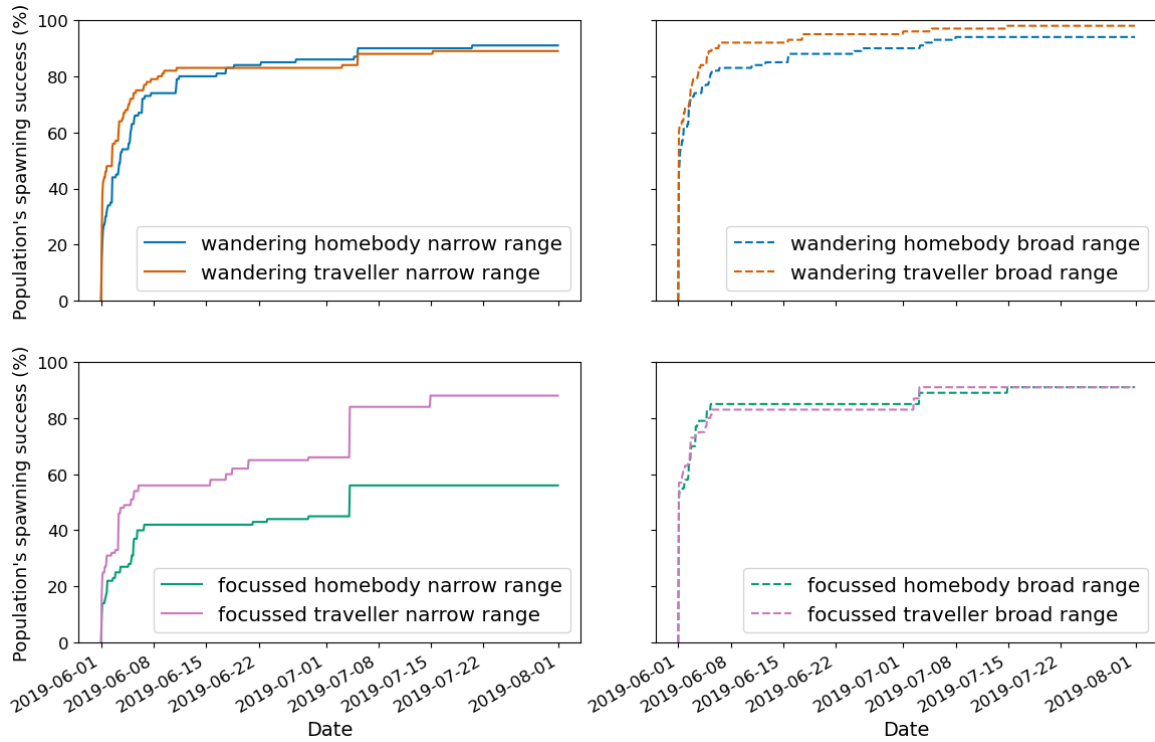 Population's spawning success (%)
100
80
60
40
20
0
wandering homebody narrow range
wandering traveller narrow range
wandering homebody broad range
wandering traveller broad range
Population's spawning success (%)
100
80
60
40
20
0
focussed homebody narrow range
focussed traveller narrow range
focussed homebody broad range
focussed traveller broad range
2019-06-01
2019-06-08
2019-06-15
2019-06-22
2019-07-01
2019-07-08
2019-07-15
2019-07-22
2019-08-01
Date
2019-06-01
2019-06-08
2019-06-15
2019-06-22
2019-07-01
2019-07-08
2019-07-15
2019-07-22
2019-08-01
Date